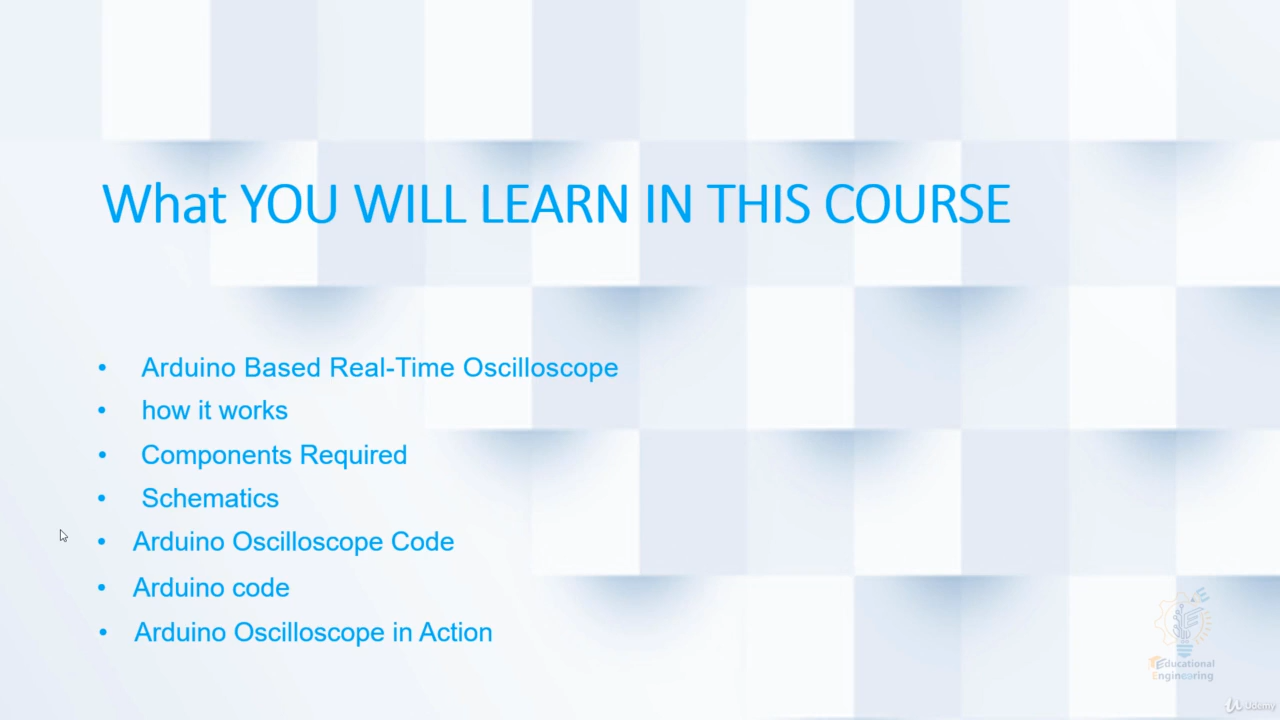 What YOU WILL LEARN IN THIS COURSE
• Arduino Based Real-Time Oscilloscope
• how it works
• Components Required
• Schematics
• Arduino Oscilloscope Code
• Arduino code
• Arduino Oscilloscope in Action
Educational
Engineering
Udemy